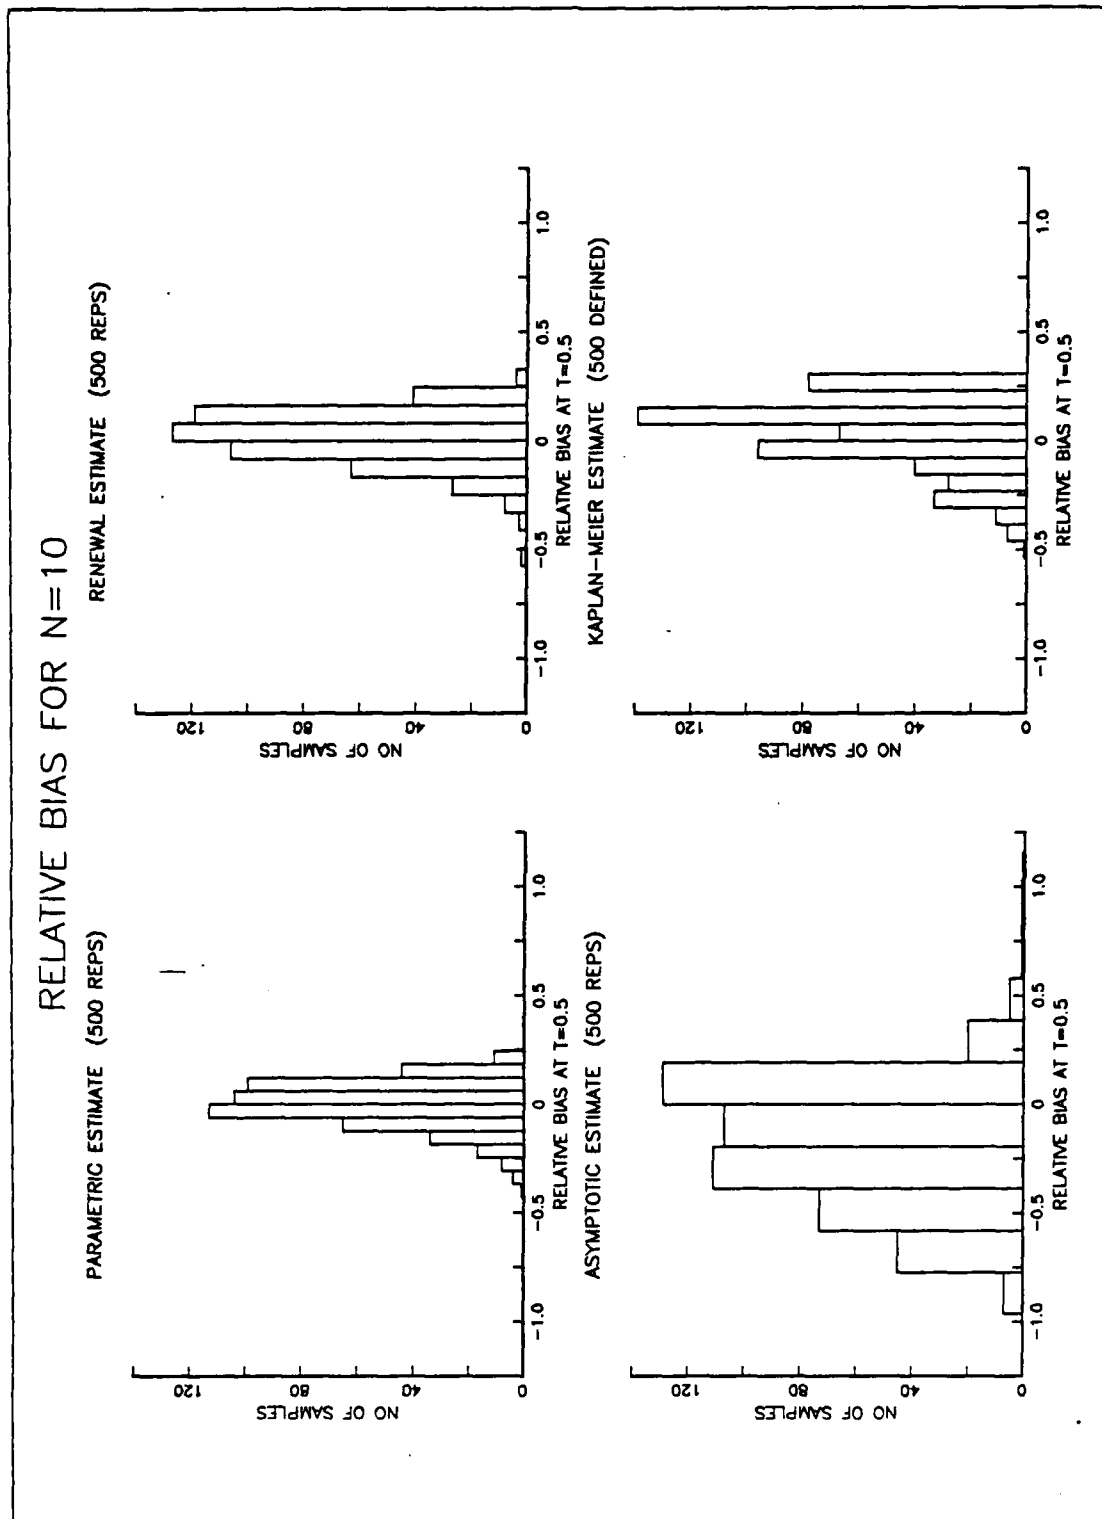 RELATIVE BIAS FOR N=10
PARAMETRIC ESTIMATE (500 REPS)
NO OF SAMPLES
0 40 80 120
-1.0 -0.5 0 0.5 1.0
RELATIVE BIAS AT T=0.5
RENEWAL ESTIMATE (500 REPS)
NO OF SAMPLES
0 40 80 120
-1.0 -0.5 0 0.5 1.0
RELATIVE BIAS AT T=0.5
ASYMPTOTIC ESTIMATE (500 REPS)
NO OF SAMPLES
0 40 80 120
-1.0 -0.5 0 0.5 1.0
RELATIVE BIAS AT T=0.5
KAPLAN-MEIER ESTIMATE (500 DEFINED)
NO OF SAMPLES
0 40 80 120
-1.0 -0.5 0 0.5 1.0
RELATIVE BIAS AT T=0.5